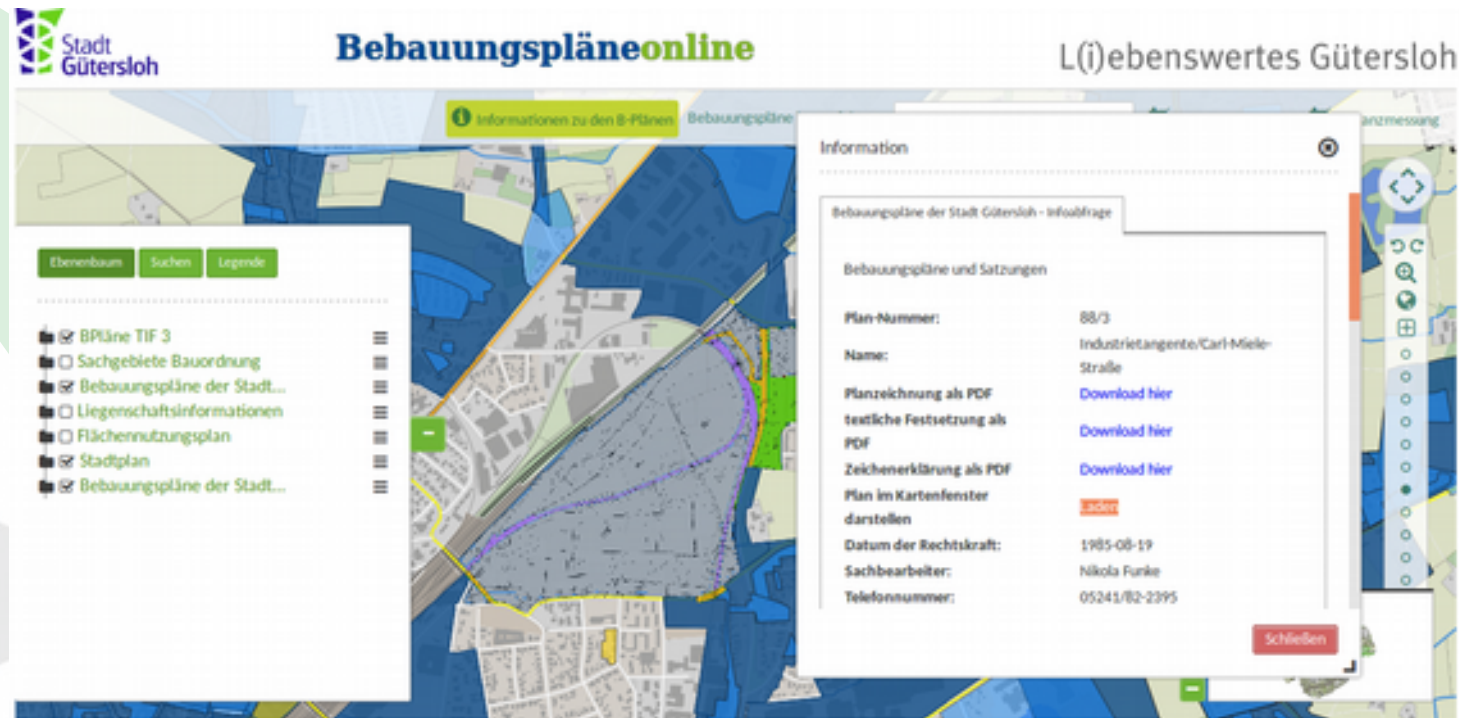 Stadt
Gütersloh
Bebauungspläneonline
L(i)ebenswertes Gütersloh
Informationen zu den B-Plänen
Bebauungspläne
anzmessung
Ebenenbaum
Suchen
Legende
BPläne TIF 3
Sachgebiete Bauordnung
Bebauungspläne der Stadt...
Liegenschaftsinformationen
Flächennutzungsplan
Stadtplan
Bebauungspläne der Stadt...
Information
Bebauungspläne der Stadt Gütersloh - Infoabfrage
Bebauungspläne und Satzungen
Plan-Nummer: 88/3
Name: Industrietangente/Carl-Miele-
Straße
Planzeichnung als PDF Download hier
textliche Festsetzung als
PDF Download hier
Zeichenerklärung als PDF Download hier
Plan im Kartenfenster
darstellen Laden
Datum der Rechtskraft: 1985-08-19
Sachbearbeiter: Nikola Funke
Telefonnummer: 05241/82-2395
Schließen